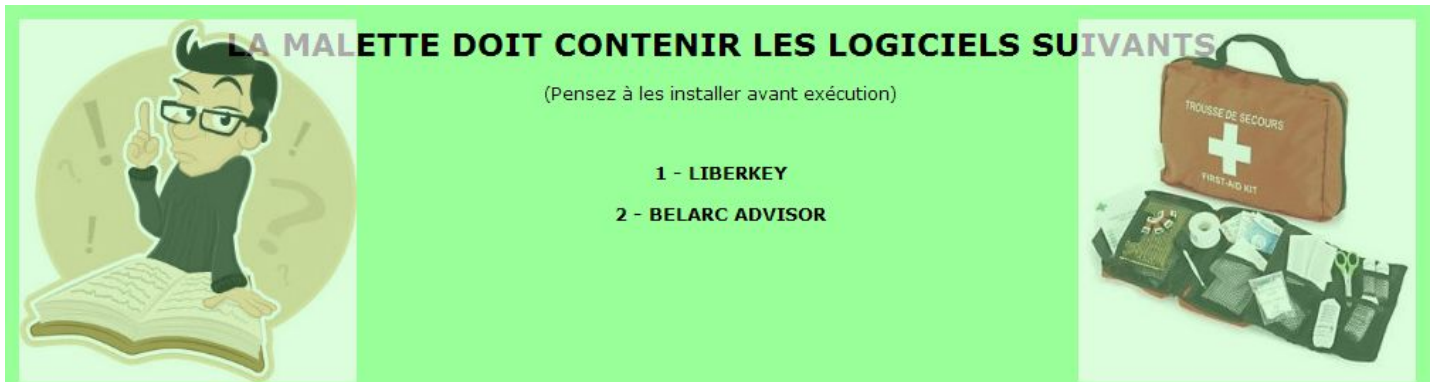 LA MALETTE DOIT CONTENIR LES LOGICIELS SUIVANTS
(Pensez à les installer avant exécution)
1 - LIBERKEY
2 - BELARC ADVISOR
TROUSSE DE SECOURS
FIRST-AID KIT